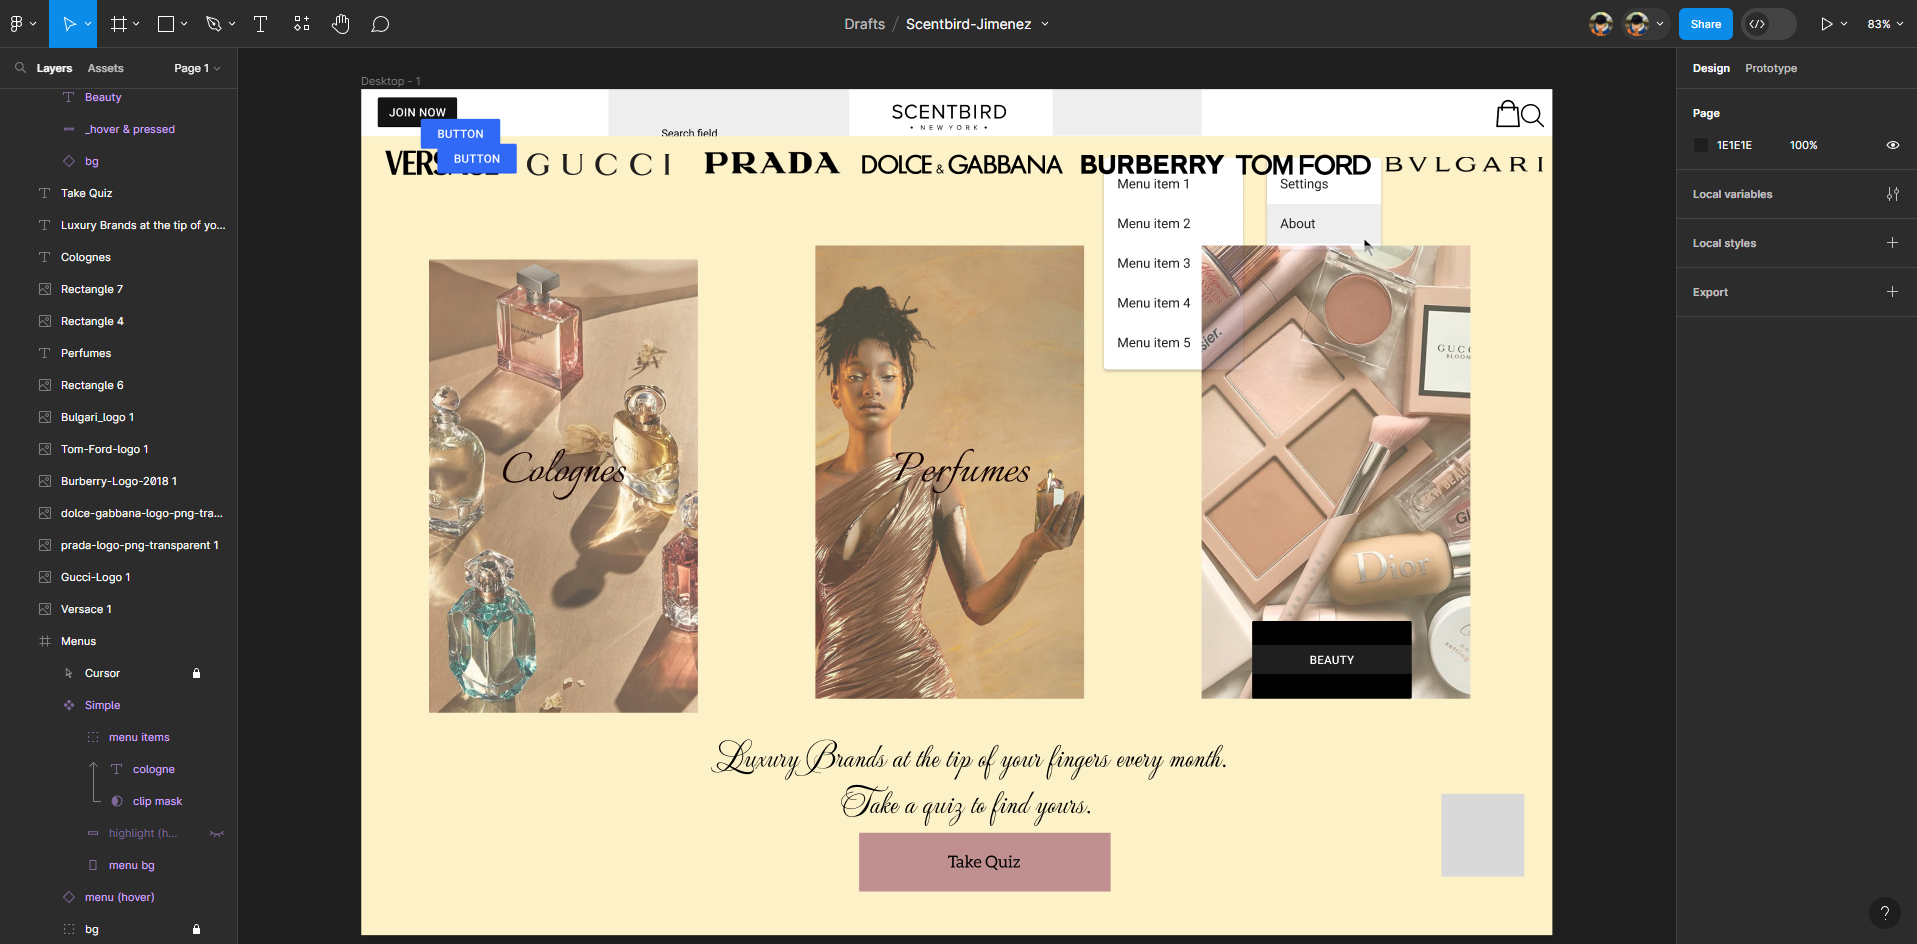 Drafts / Scentbird-Jimenez
Share
83%
Layers
Assets
Page 1
Beauty
_hover & pressed
bg
Take Quiz
Luxury Brands at the tip of yo...
Colognes
Rectangle 7
Rectangle 4
Perfumes
Rectangle 6
Bulgari_logo 1
Tom-Ford-logo 1
Burberry-Logo-2018 1
dolce-gabbana-logo-png-tra...
prada-logo-png-transparent 1
Gucci-Logo 1
Versace 1
Menus
Cursor
Simple
menu items
cologne
clip mask
highlight (h...
menu bg
menu (hover)
bg
Desktop - 1
JOIN NOW
BUTTON
BUTTON
Search field
SCENTBIRD
• NEW YORK •
GUCCI
PRADA
DOLCE & GABBANA
BURBERRY
TOM FORD
BVLGARI
Menu item 1
Menu item 2
Menu item 3
Menu item 4
Menu item 5
Settings
About
Colognes
Perfumes
GUCC
BLOOM
Dior
BEAUTY
Luxury Brands at the tip of your fingers every month.
Take a quiz to find yours.
Take Quiz
Design
Prototype
Page
1E1E1E
100%
Local variables
Local styles
Export
?